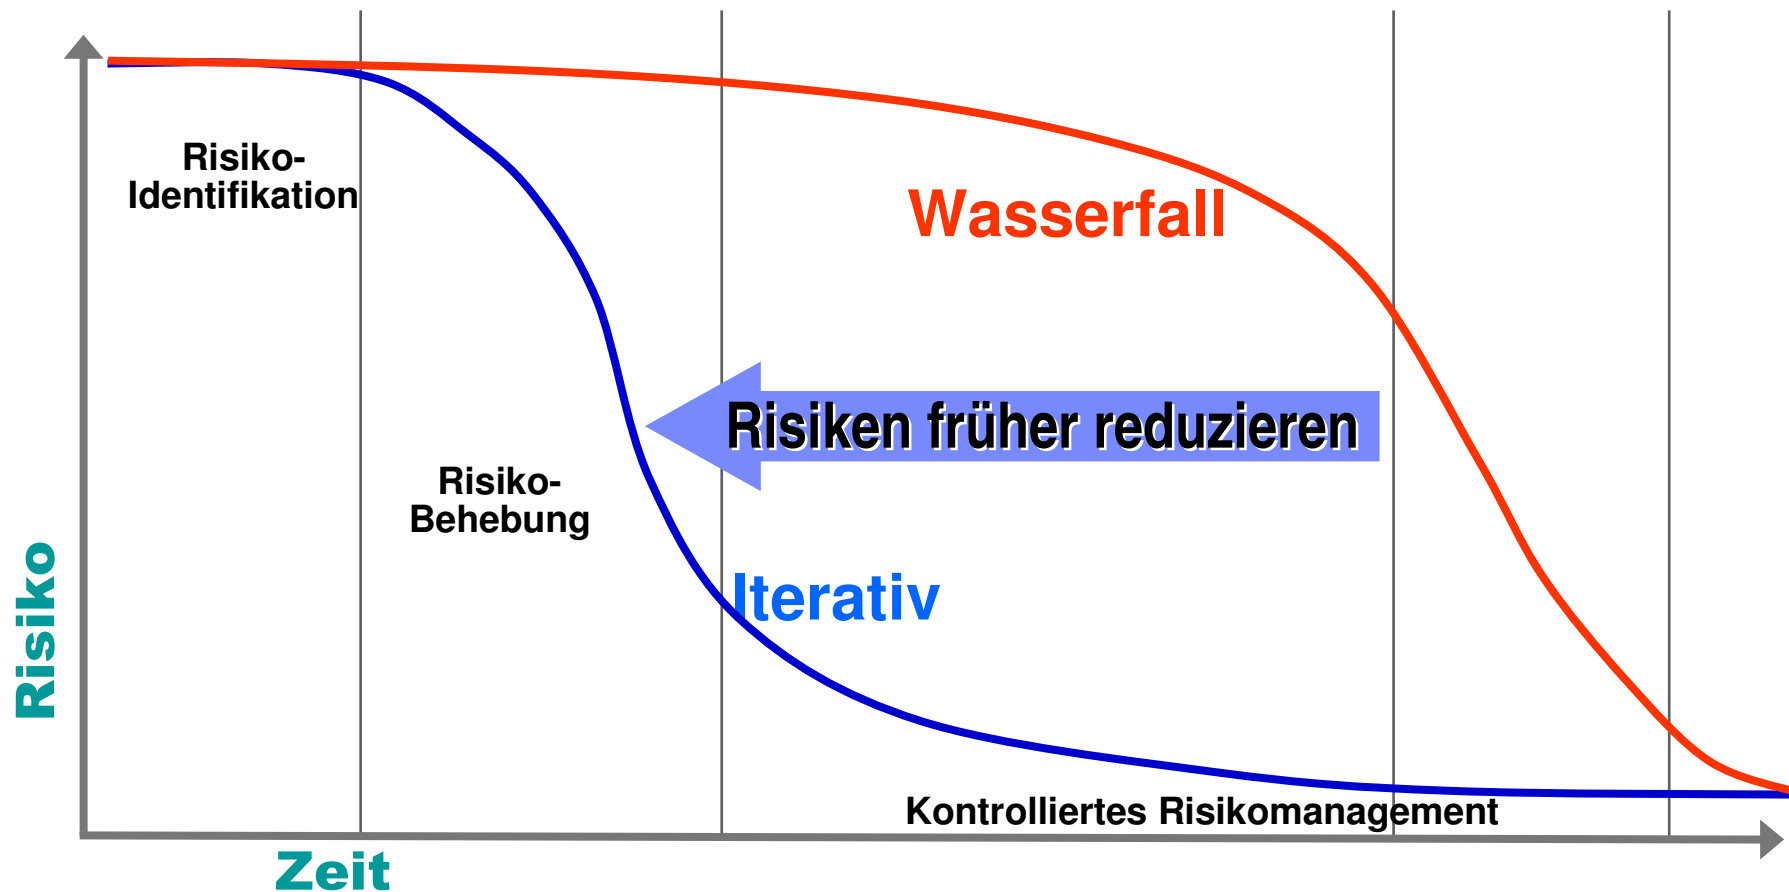 Risiko-
Identifikation
Wasserfall
Risiken früher reduzieren
Risiko-
Behebung
Iterativ
Risiko
Kontrolliertes Risikomanagement
Zeit